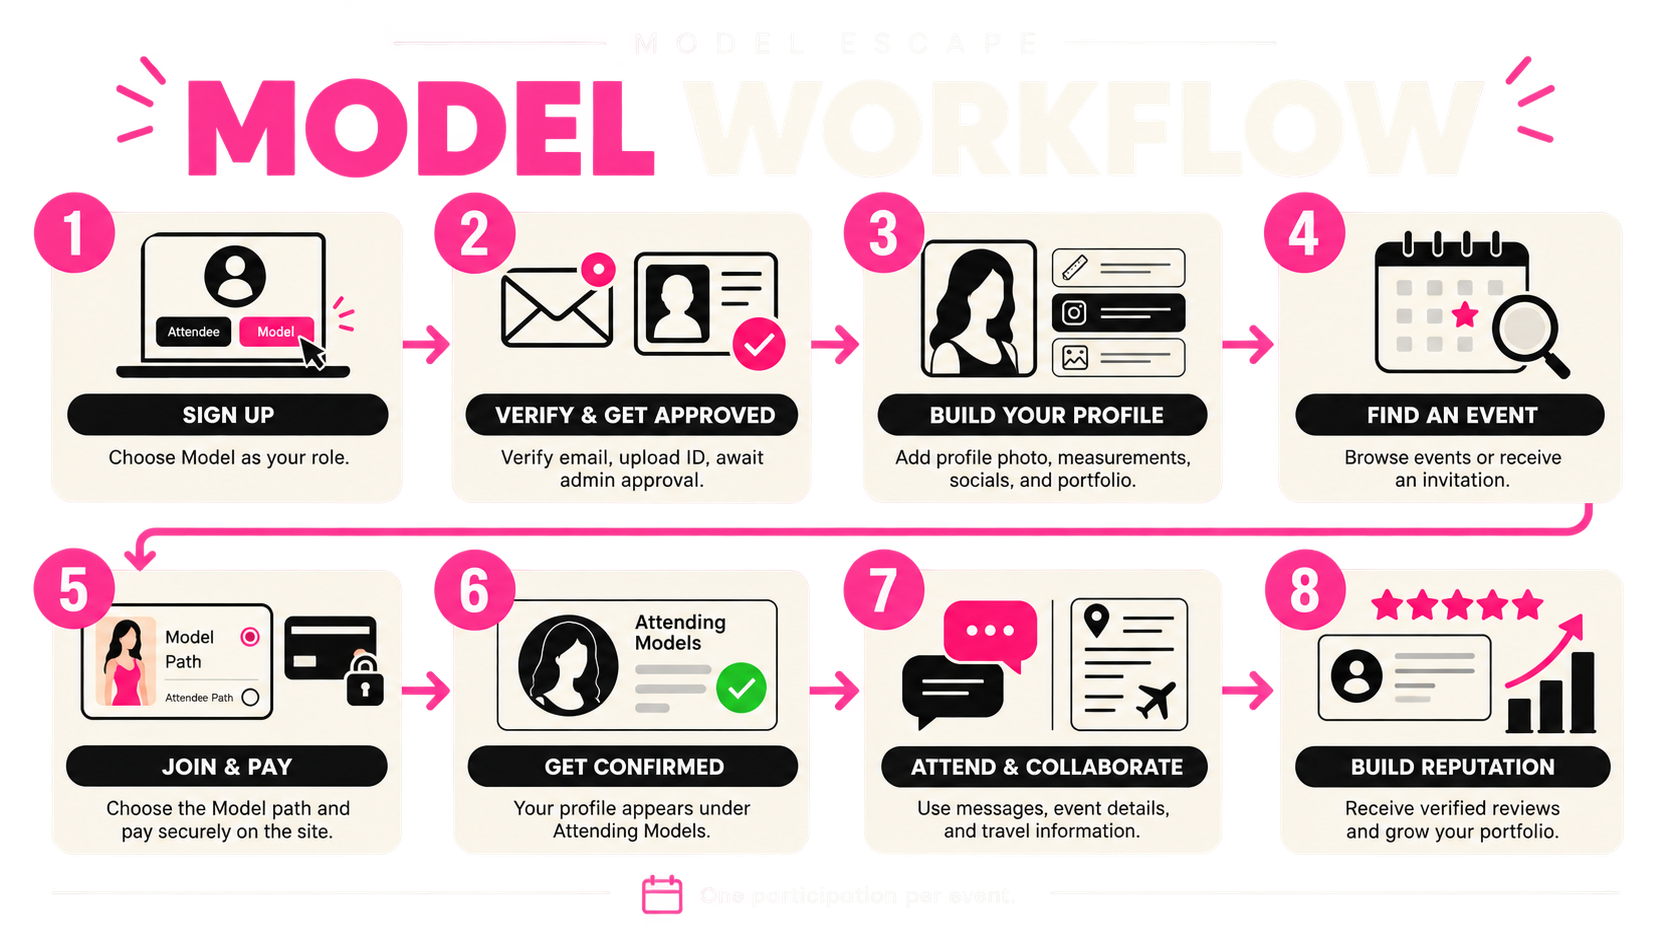 MODEL ESCAPE
MODEL WORKFLOW
1
Attendee
Model
SIGN UP
Choose Model as your role.
2
VERIFY & GET APPROVED
Verify email, upload ID, await
admin approval.
3
BUILD YOUR PROFILE
Add profile photo, measurements,
socials, and portfolio.
4
FIND AN EVENT
Browse events or receive
an invitation.
5
Model
Path
Attendee Path
JOIN & PAY
Choose the Model path and
pay securely on the site.
6
Attending
Models
GET CONFIRMED
Your profile appears under
Attending Models.
7
ATTEND & COLLABORATE
Use messages, event details,
and travel information.
8
BUILD REPUTATION
Receive verified reviews
and grow your portfolio.
One participation per event.